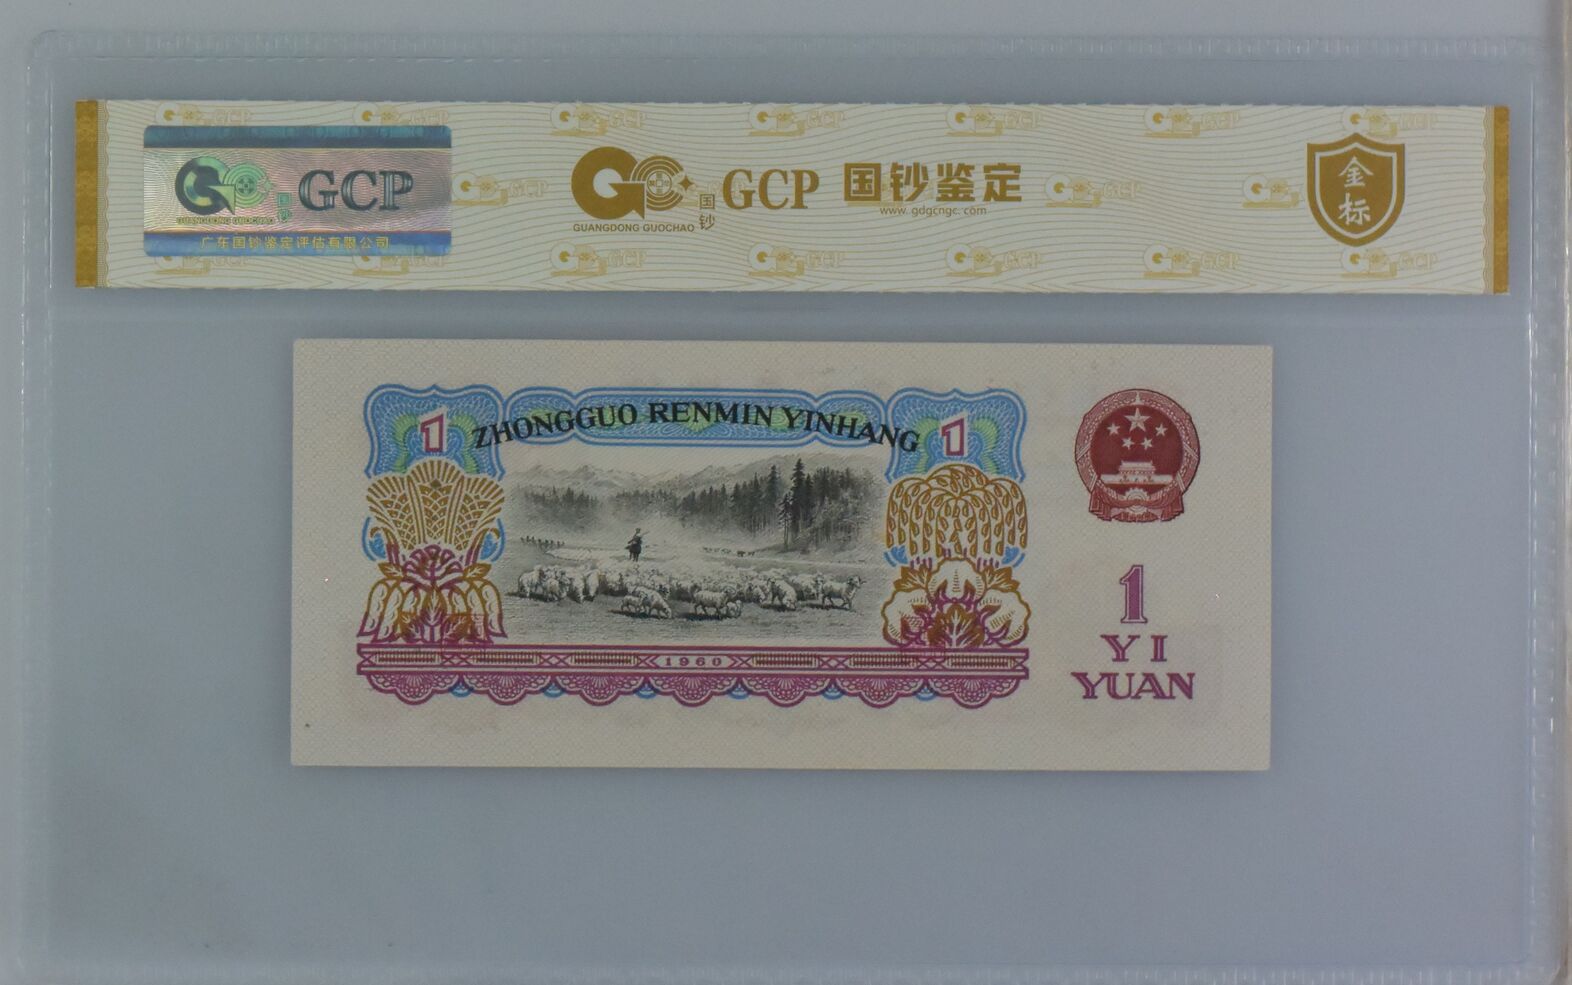 GCP
国钞
GUANGDONG GUOCHAO
广东国钞鉴定评估有限公司
GCP 国钞鉴定
国钞
www.gdgcngc.com
GUANGDONG GUOCHAO
金标
ZHONGGUO RENMIN YINHANG
1
1
1960
1
YI
YUAN